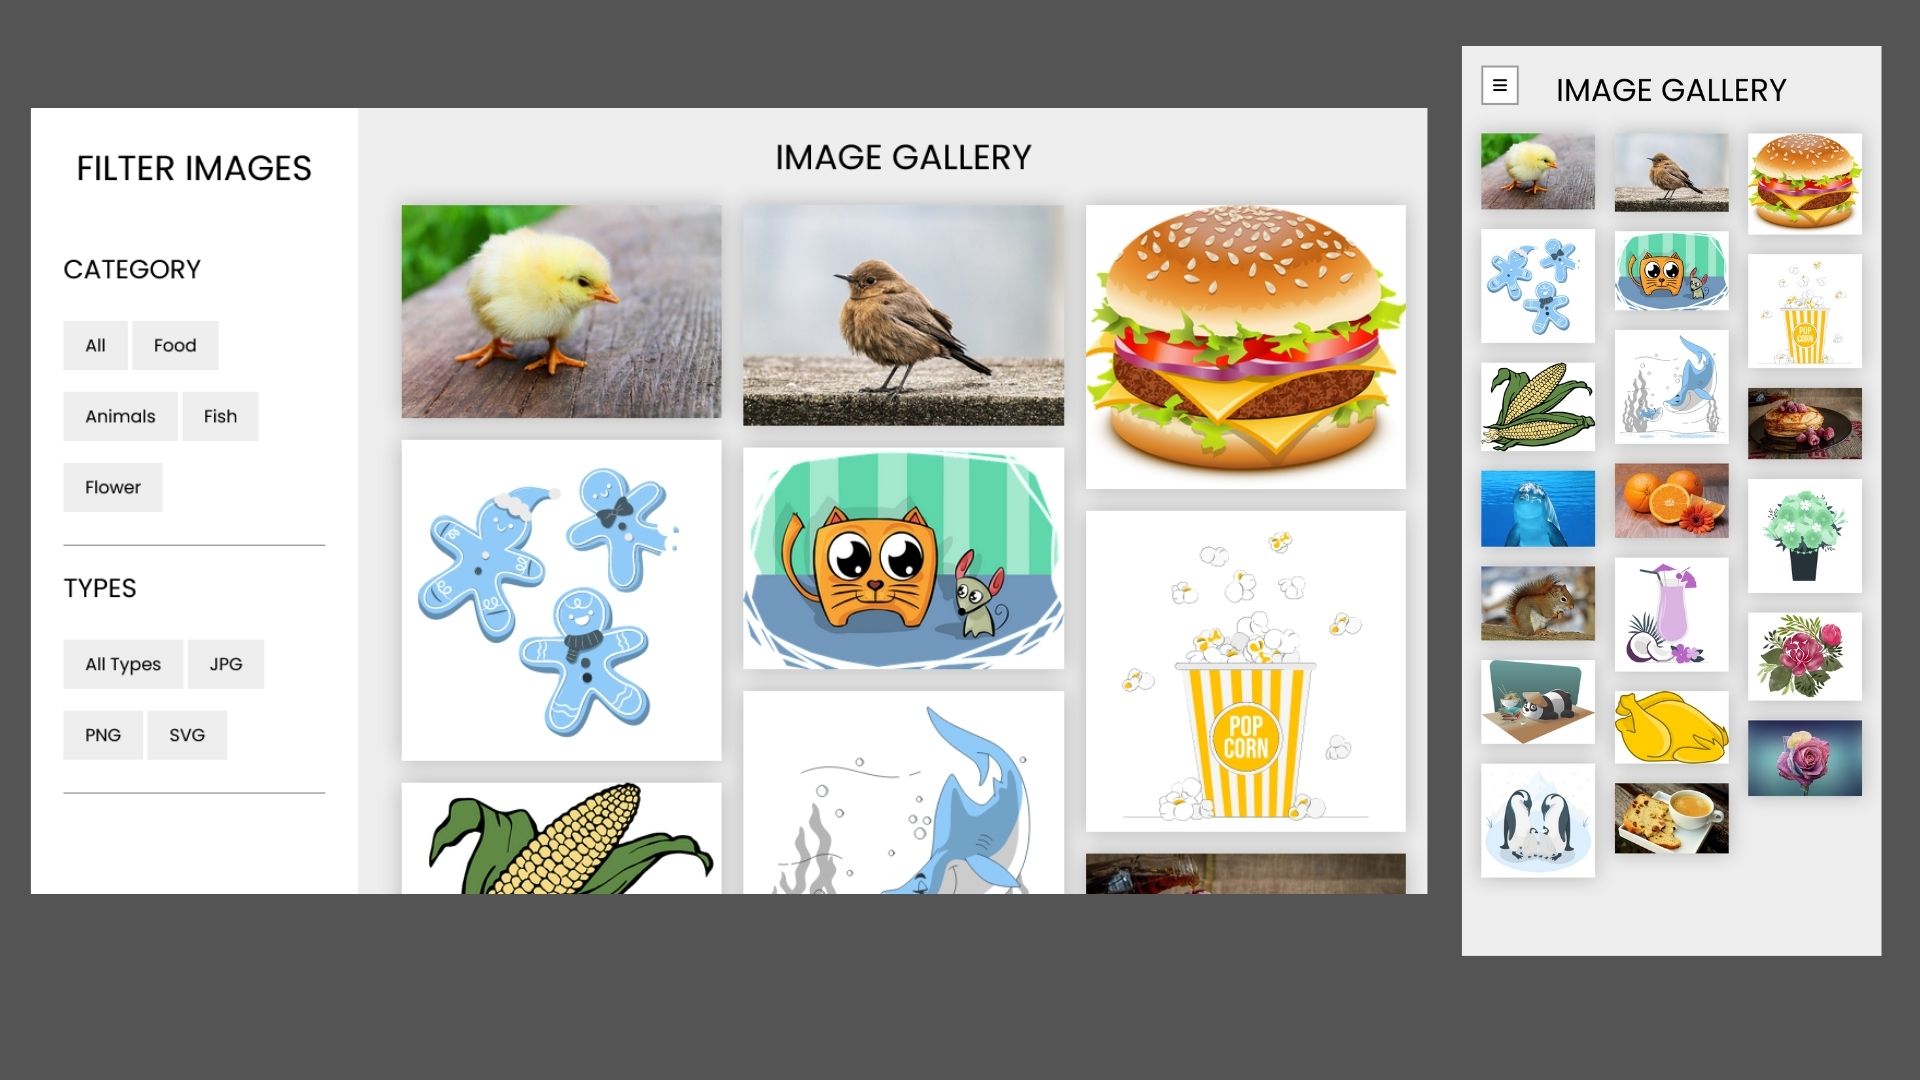 FILTER IMAGES
CATEGORY
All Food
Animals Fish
Flower
TYPES
All Types JPG
PNG SVG
IMAGE GALLERY
POP
CORN
IMAGE GALLERY
POP
CORN